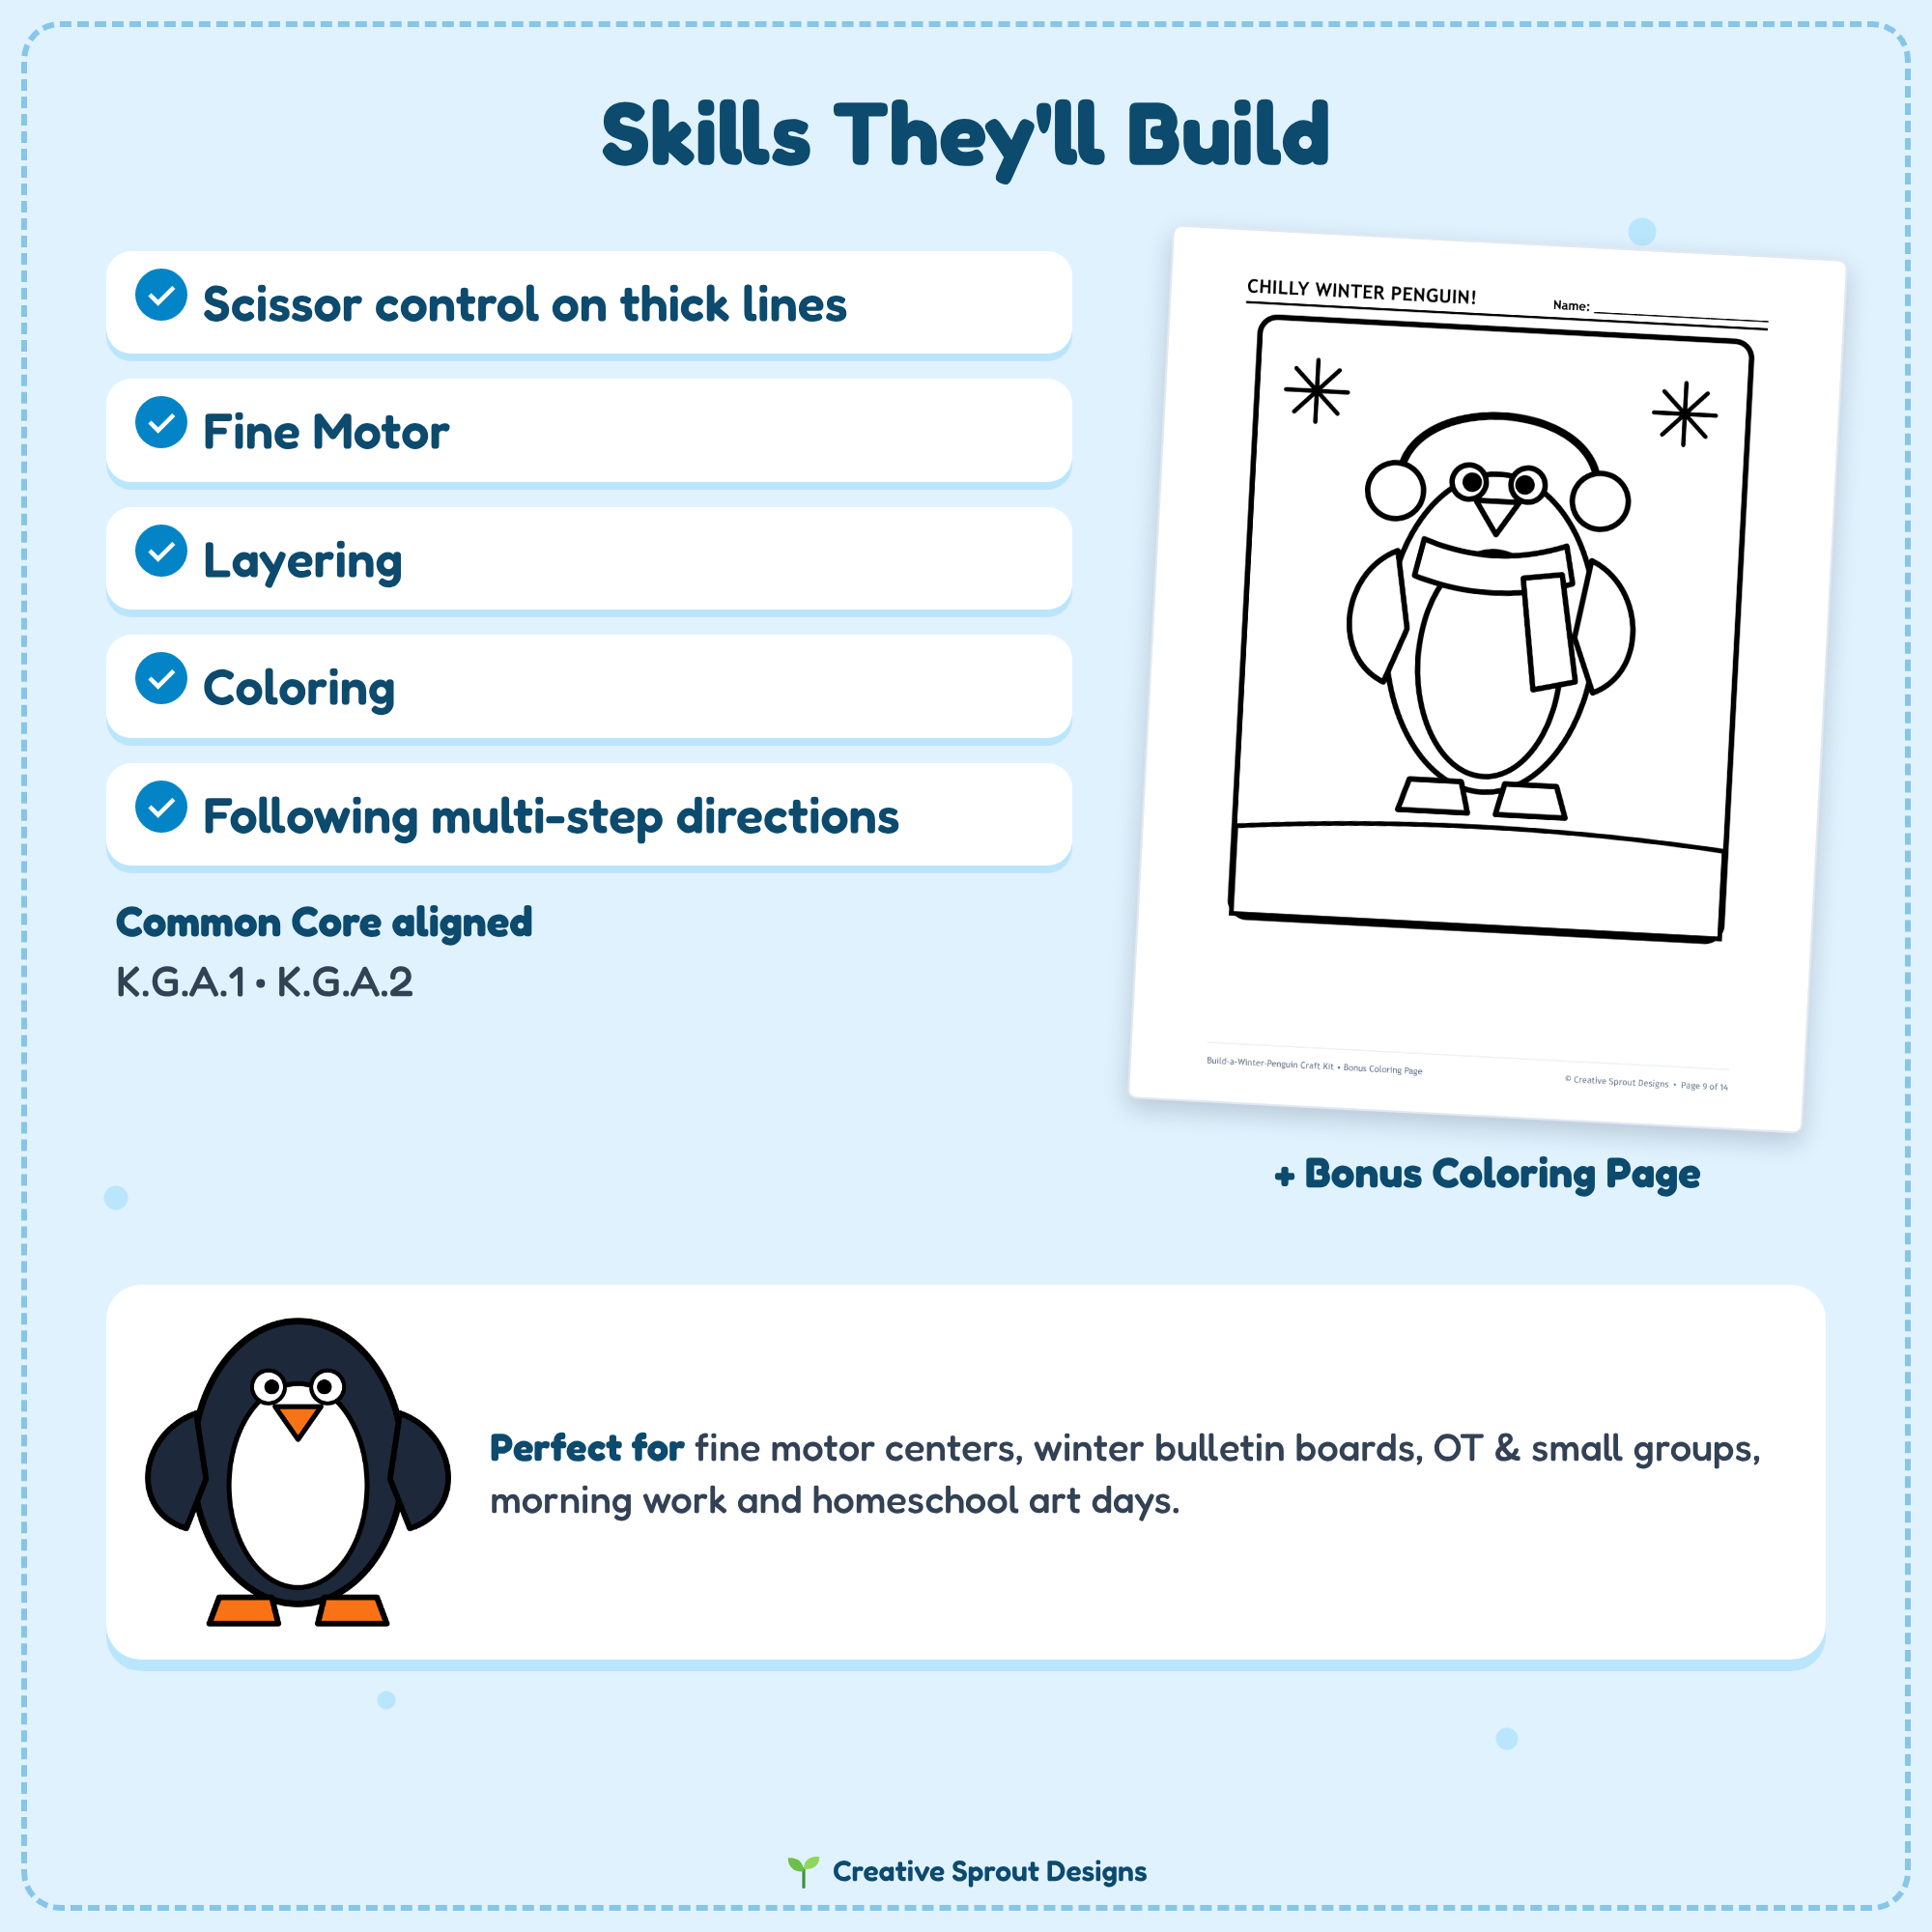 Skills They'll Build
Scissor control on thick lines
Fine Motor
Layering
Coloring
Following multi-step directions
Common Core aligned
K.G.A.1 • K.G.A.2
CHILLY WINTER PENGUIN!
Name:
Build-a-Winter-Penguin Craft Kit • Bonus Coloring Page
© Creative Sprout Designs • Page 9 of 14
+ Bonus Coloring Page
Perfect for fine motor centers, winter bulletin boards, OT & small groups,
morning work and homeschool art days.
Creative Sprout Designs